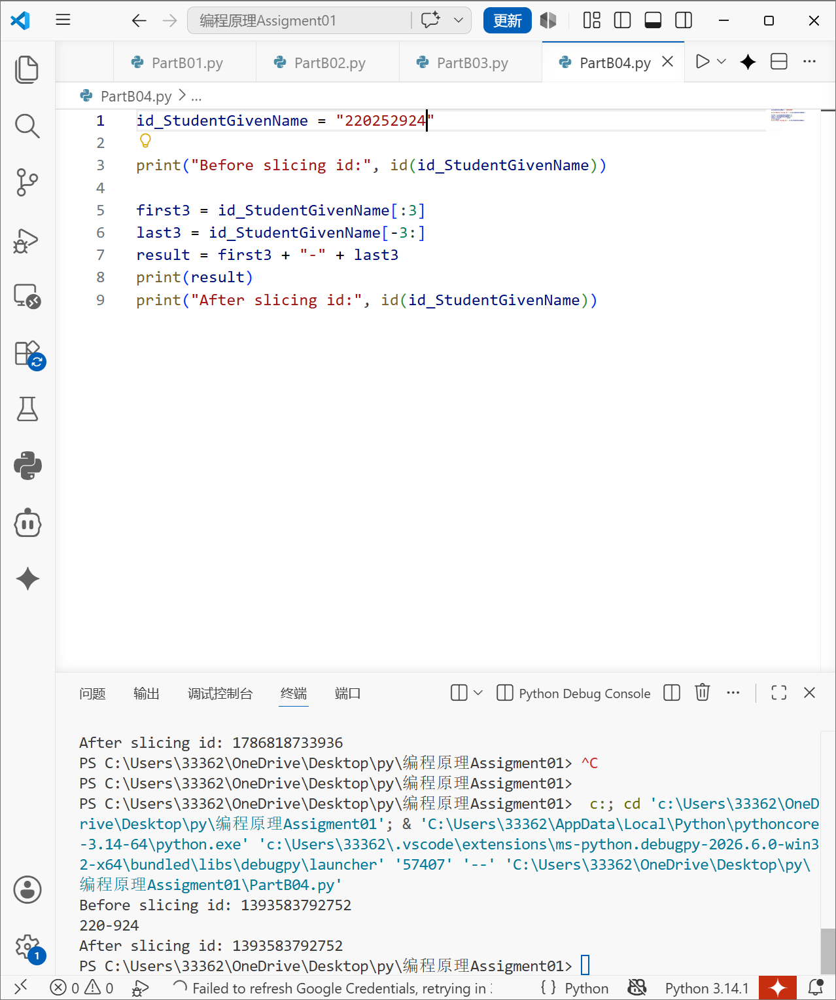 编程原理Assigment01
更新
PartB01.py
PartB02.py
PartB03.py
PartB04.py
PartB04.py > ...
1 id_StudentGivenName = "220252924"
2
3 print("Before slicing id:", id(id_StudentGivenName))
4
5 first3 = id_StudentGivenName[:3]
6 last3 = id_StudentGivenName[-3:]
7 result = first3 + "-" + last3
8 print(result)
9 print("After slicing id:", id(id_StudentGivenName))
问题 输出 调试控制台 终端 端口 Python Debug Console
After slicing id: 1786818733936
PS C:\Users\33362\OneDrive\Desktop\py\编程原理Assigment01> ^C
PS C:\Users\33362\OneDrive\Desktop\py\编程原理Assigment01>
PS C:\Users\33362\OneDrive\Desktop\py\编程原理Assigment01>  c:; cd 'c:\Users\33362\OneD
rive\Desktop\py\编程原理Assigment01'; & 'C:\Users\33362\AppData\Local\Python\pythoncore
-3.14-64\python.exe' 'c:\Users\33362\.vscode\extensions\ms-python.debugpy-2026.6.0-win3
2-x64\bundled\libs\debugpy\launcher' '57407' '--' 'C:\Users\33362\OneDrive\Desktop\py\
编程原理Assigment01\PartB04.py'
Before slicing id: 1393583792752
220-924
After slicing id: 1393583792752
PS C:\Users\33362\OneDrive\Desktop\py\编程原理Assigment01>
1
0 0 Failed to refresh Google Credentials, retrying in { } Python Python 3.14.1